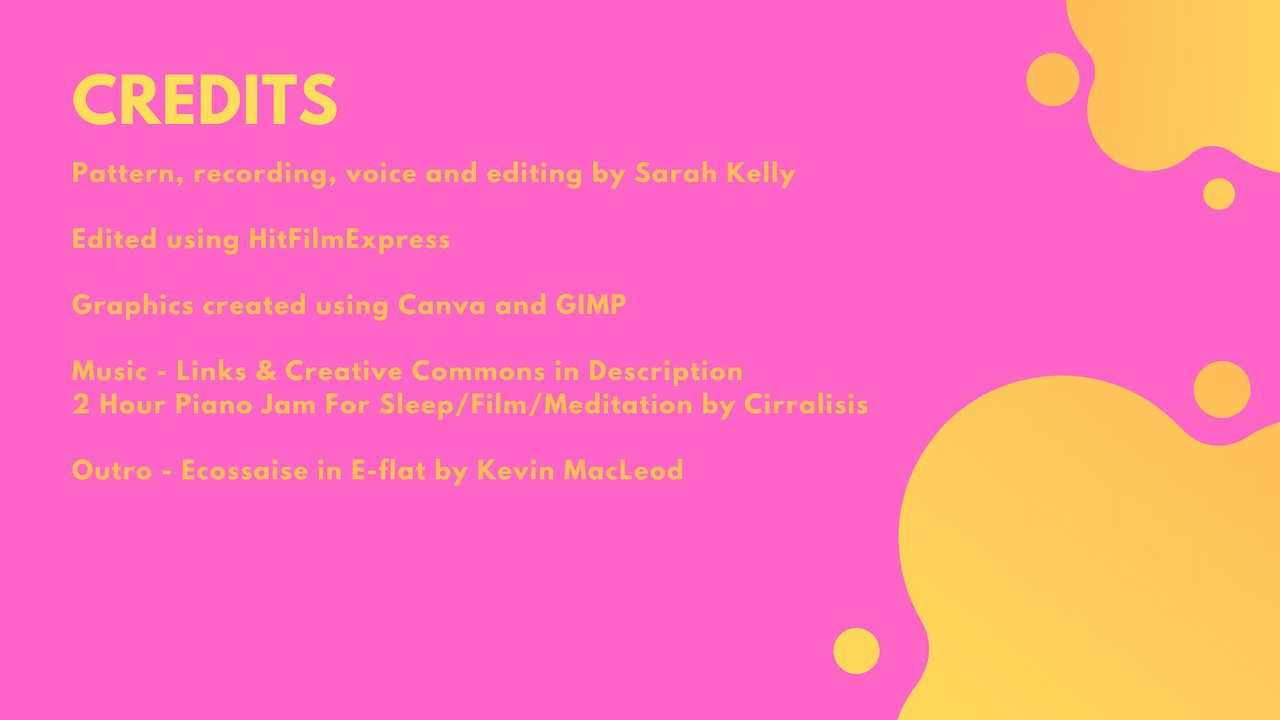 CREDITS
Pattern, recording, voice and editing by Sarah Kelly
Edited using HitFilmExpress
Graphics created using Canva and GIMP
Music - Links & Creative Commons in Description
2 Hour Piano Jam For Sleep/Film/Meditation by Cirralisis
Outro - Ecossaise in E-flat by Kevin MacLeod